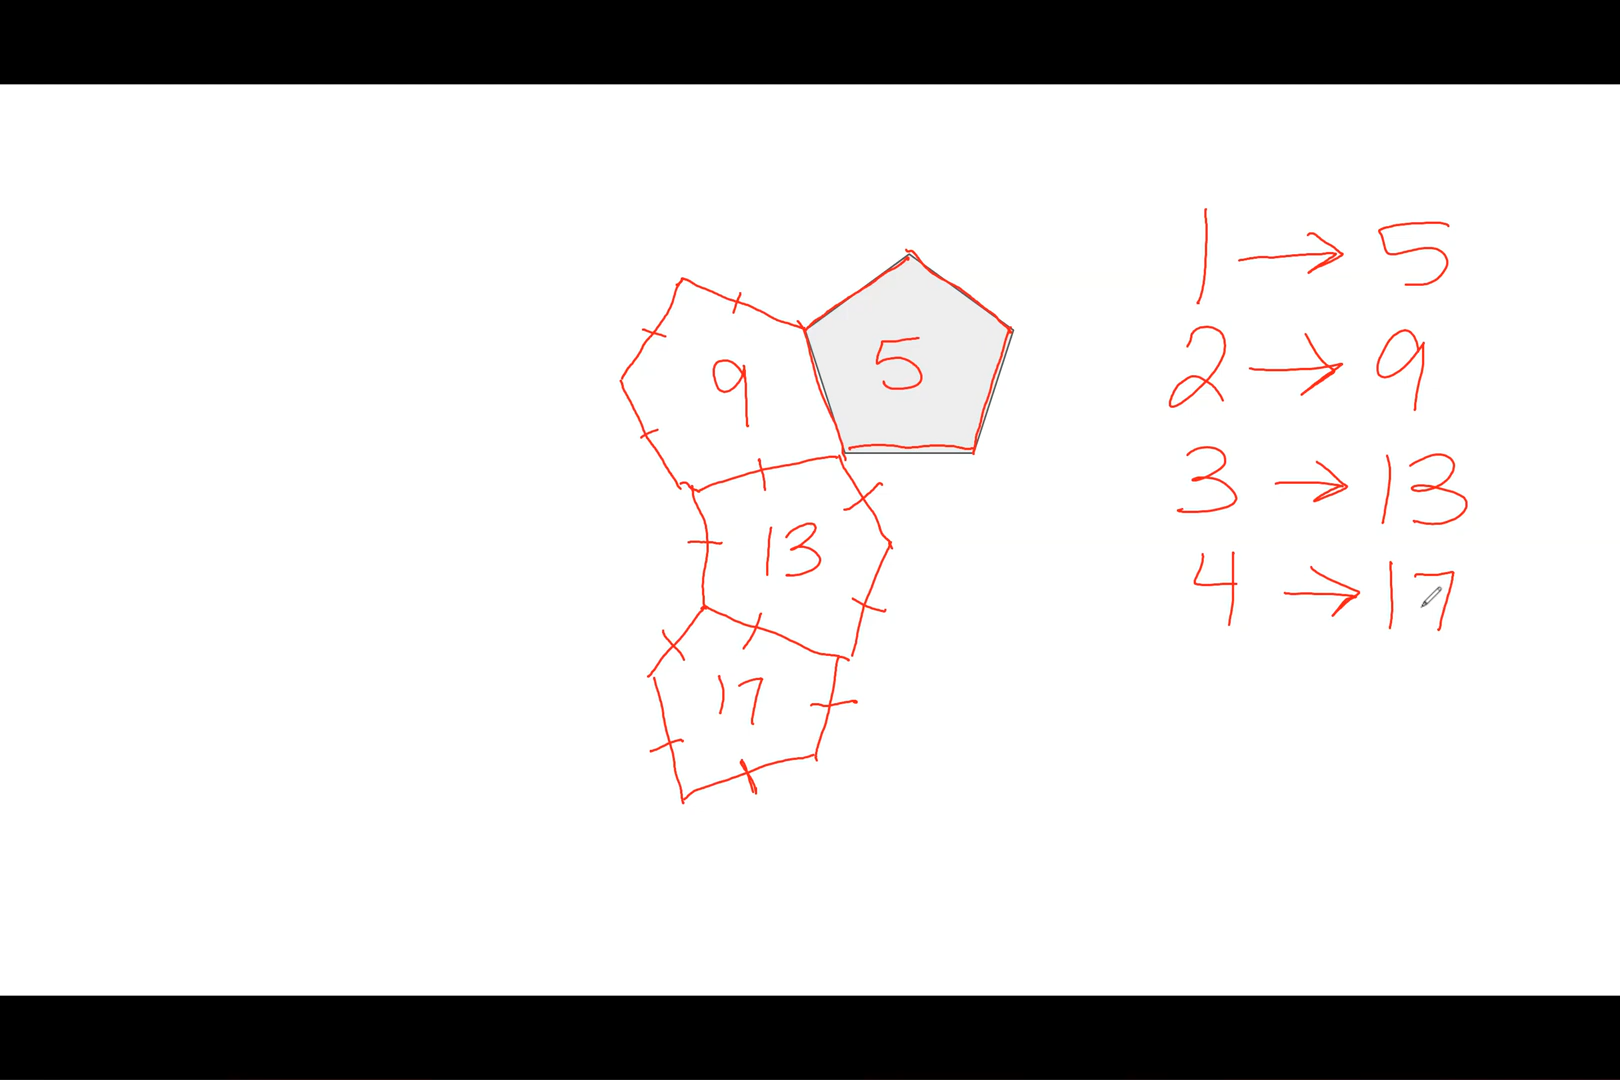 1 → 5
9
5
2 → 9
3 → 13
13
4 → 17
17